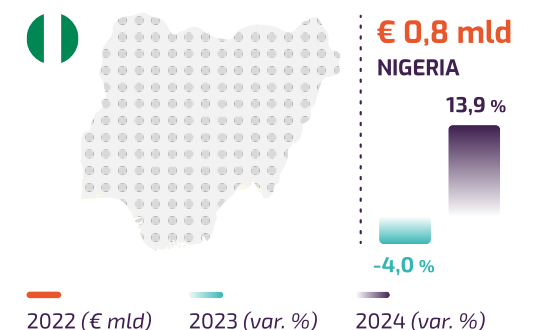 € 0,8 mld
NIGERIA
13,9 %
-4,0 %
2022 (€ mld)
2023 (var. %)
2024 (var. %)